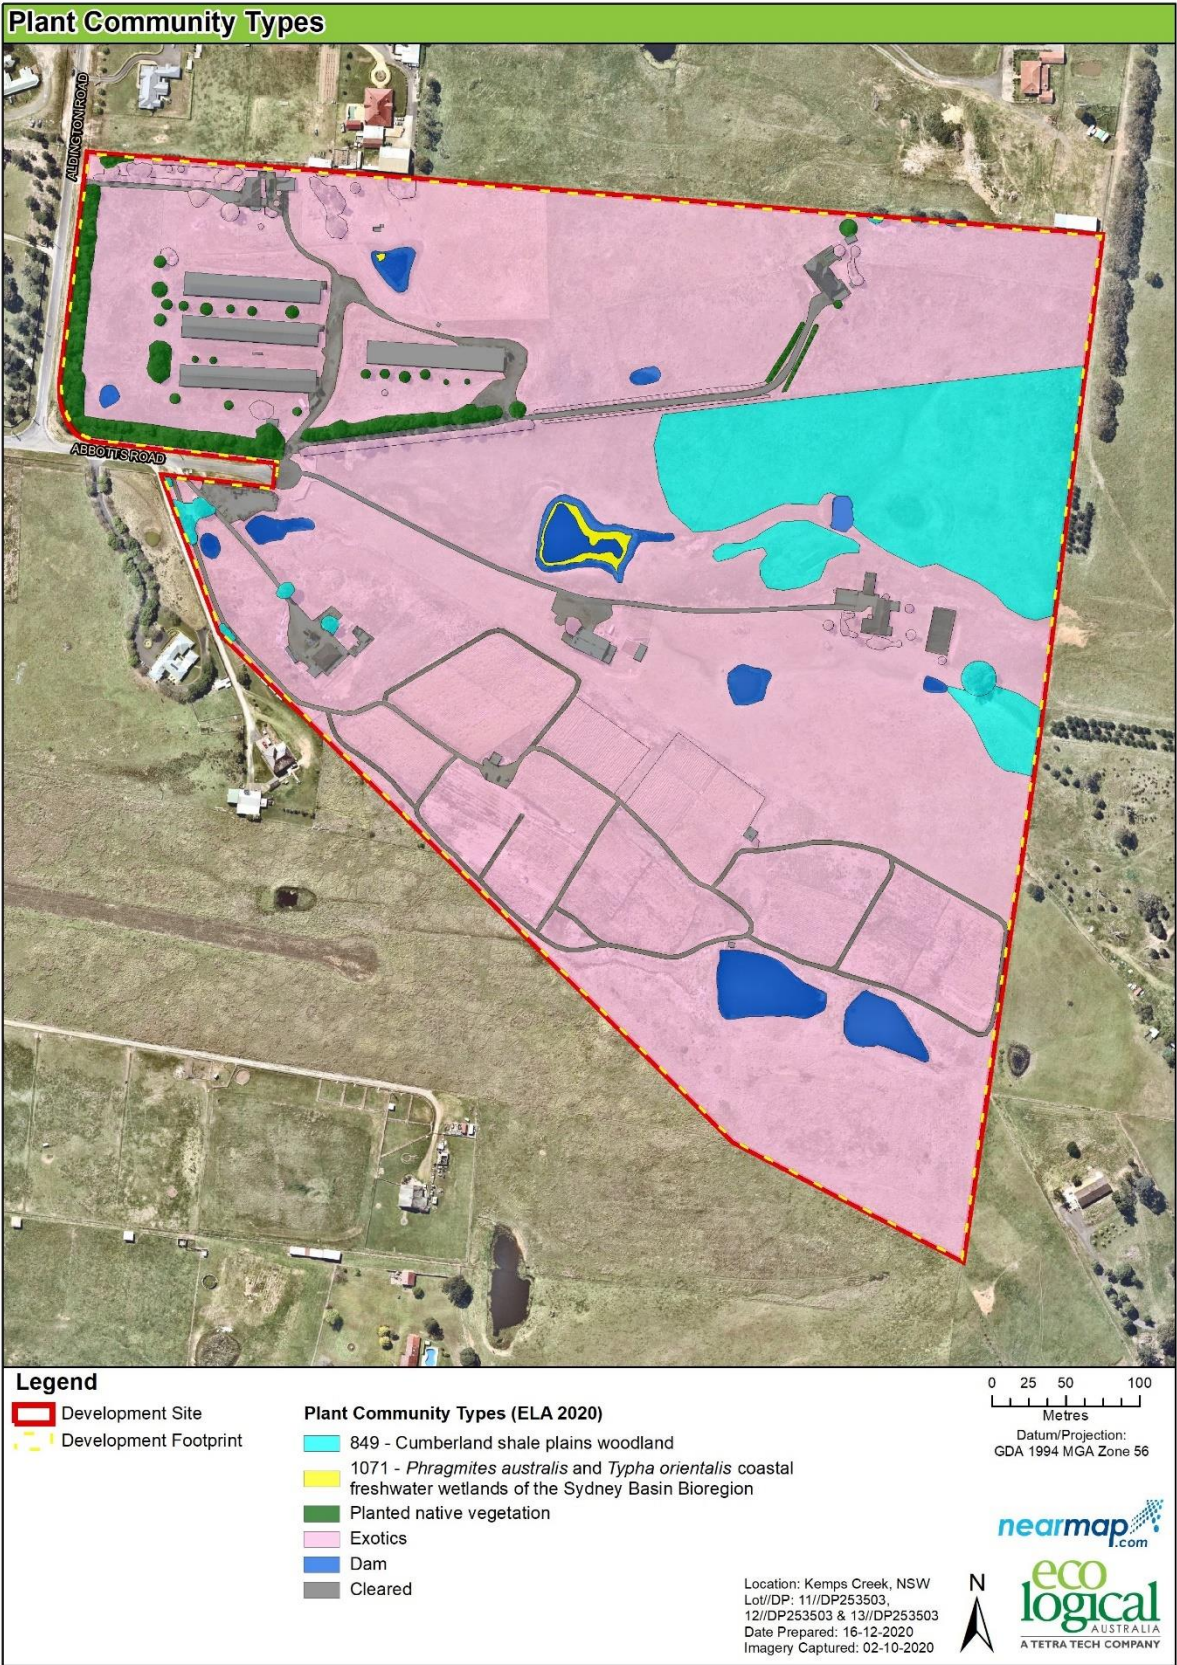 Plant Community Types
ALDINGTON ROAD
ABBOTTS ROAD
Legend
Development Site
Development Footprint
Plant Community Types (ELA 2020)
849 - Cumberland shale plains woodland
1071 - Phragmites australis and Typha orientalis coastal
freshwater wetlands of the Sydney Basin Bioregion
Planted native vegetation
Exotics
Dam
Cleared
0 25 50 100
Metres
Datum/Projection:
GDA 1994 MGA Zone 56
nearmap
.com
Location: Kemps Creek, NSW
Lot//DP: 11//DP253503,
12//DP253503 & 13//DP253503
Date Prepared: 16-12-2020
Imagery Captured: 02-10-2020
N
eco
logical
AUSTRALIA
A TETRA TECH COMPANY